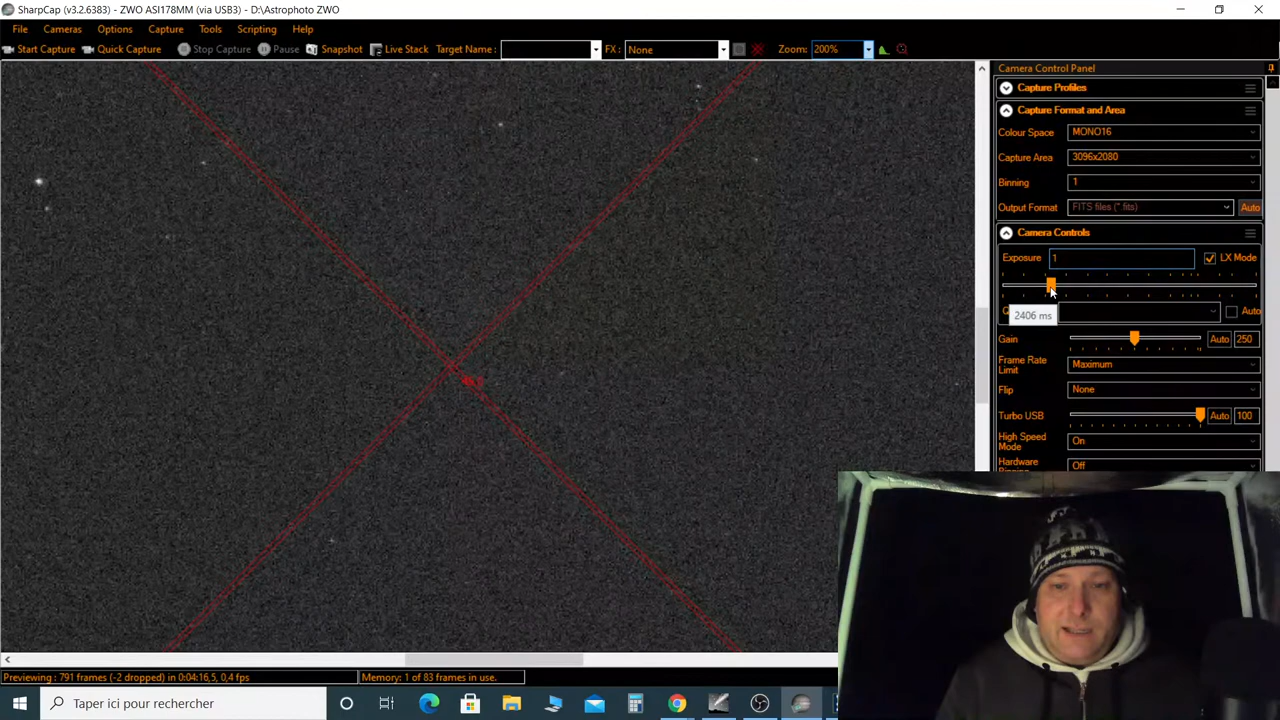 SharpCap (v3.2.6383) - ZWO ASI178MM (via USB3) - D:\Astrophoto ZWO
File Cameras Options Capture Tools Scripting Help
Start Capture Quick Capture Stop Capture Pause Snapshot Live Stack Target Name : FX : None Zoom: 200%
Camera Control Panel
Capture Profiles
Capture Format and Area
Colour Space MONO16
Capture Area 3096x2080
Binning 1
Output Format FITS files (*.fits) Auto
Camera Controls
Exposure 1 LX Mode
2406 ms
Auto
Gain Auto 250
Frame Rate
Limit Maximum
Flip None
Turbo USB Auto 100
High Speed
Mode On
Hardware
Off
Previewing : 791 frames (-2 dropped) in 0:04:16,5, 0,4 fps Memory: 1 of 83 frames in use.
Taper ici pour rechercher